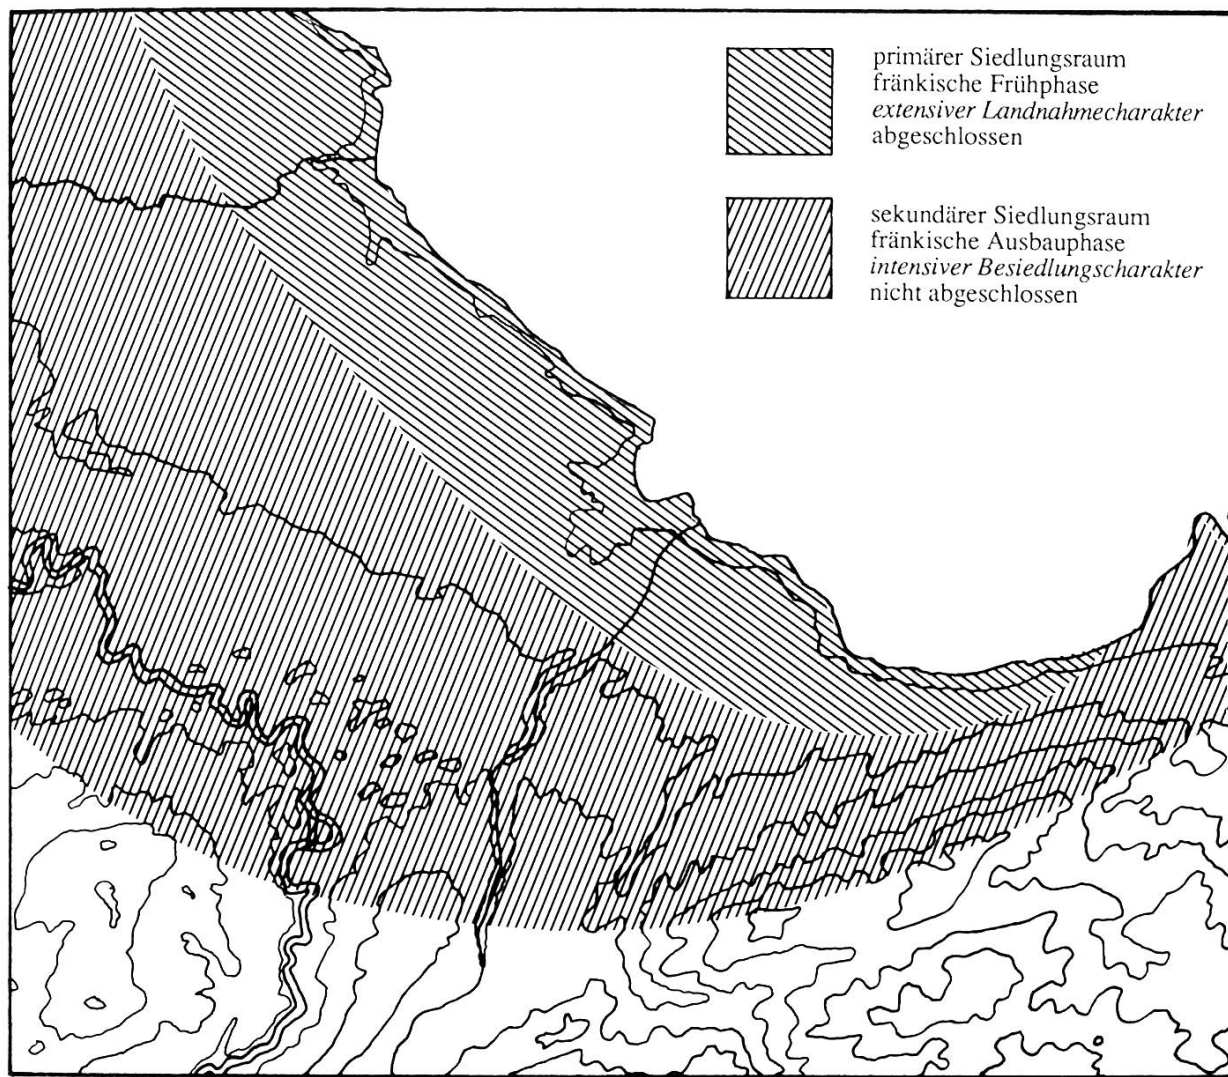 primärer Siedlungsraum
fränkische Frühphase
extensiver Landnahmecharakter
abgeschlossen
sekundärer Siedlungsraum
fränkische Ausbauphase
intensiver Besiedlungscharakter
nicht abgeschlossen